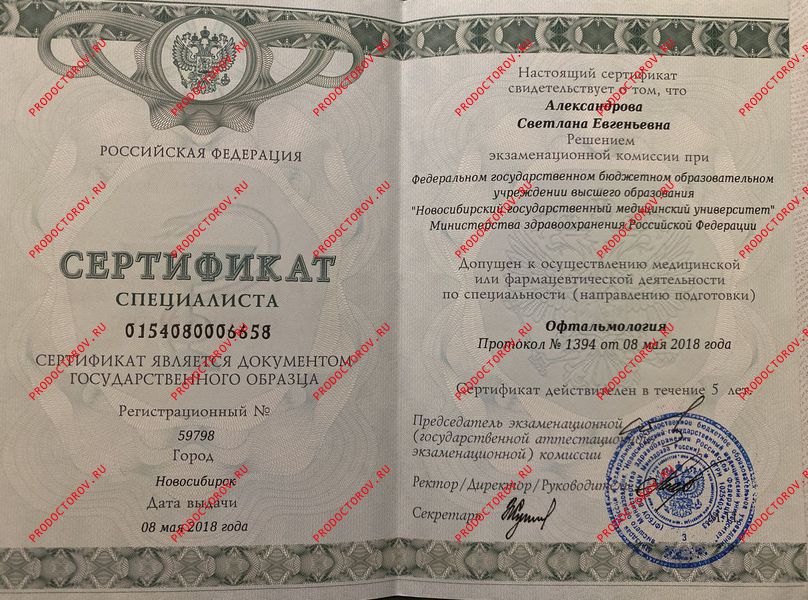 РОССИЙСКАЯ ФЕДЕРАЦИЯ
СЕРТИФИКАТ
СПЕЦИАЛИСТА
0154080006658
СЕРТИФИКАТ ЯВЛЯЕТСЯ ДОКУМЕНТОМ
ГОСУДАРСТВЕННОГО ОБРАЗЦА
Регистрационный №
59798
Город
Новосибирск
Дата выдачи
08 мая 2018 года
Настоящий сертификат
свидетельствует о том, что
Александрова
Светлана Евгеньевна
Решением
экзаменационной комиссии при
Федеральном государственном бюджетном образовательном
учреждении высшего образования
"Новосибирский государственный медицинский университет"
Министерства здравоохранения Российской Федерации
Допущен к осуществлению медицинской
или фармацевтической деятельности
по специальности (направлению подготовки)
Офтальмология
Протокол № 1394 от 08 мая 2018 года
Сертификат действителен в течение 5 лет
Председатель экзаменационной
(государственной аттестационной
экзаменационной) комиссии
Ректор/Директор/Руководитель
Секретарь
PRODOCTOROV.RU